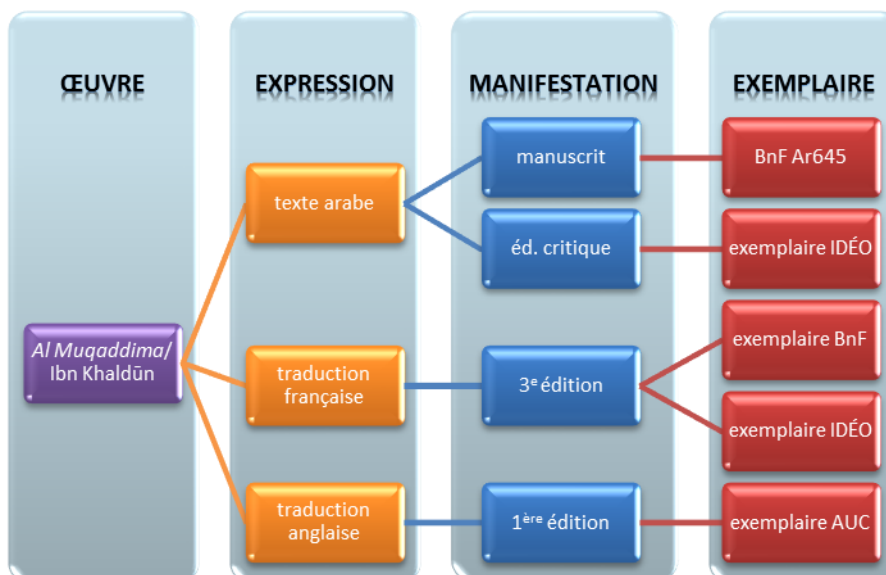 ŒUVRE
EXPRESSION
MANIFESTATION
EXEMPLAIRE
Al Muqaddima/
Ibn Khaldūn
texte arabe
traduction
française
traduction
anglaise
manuscrit
éd. critique
3e édition
1ère édition
BnF Ar645
exemplaire IDÉO
exemplaire BnF
exemplaire IDÉO
exemplaire AUC